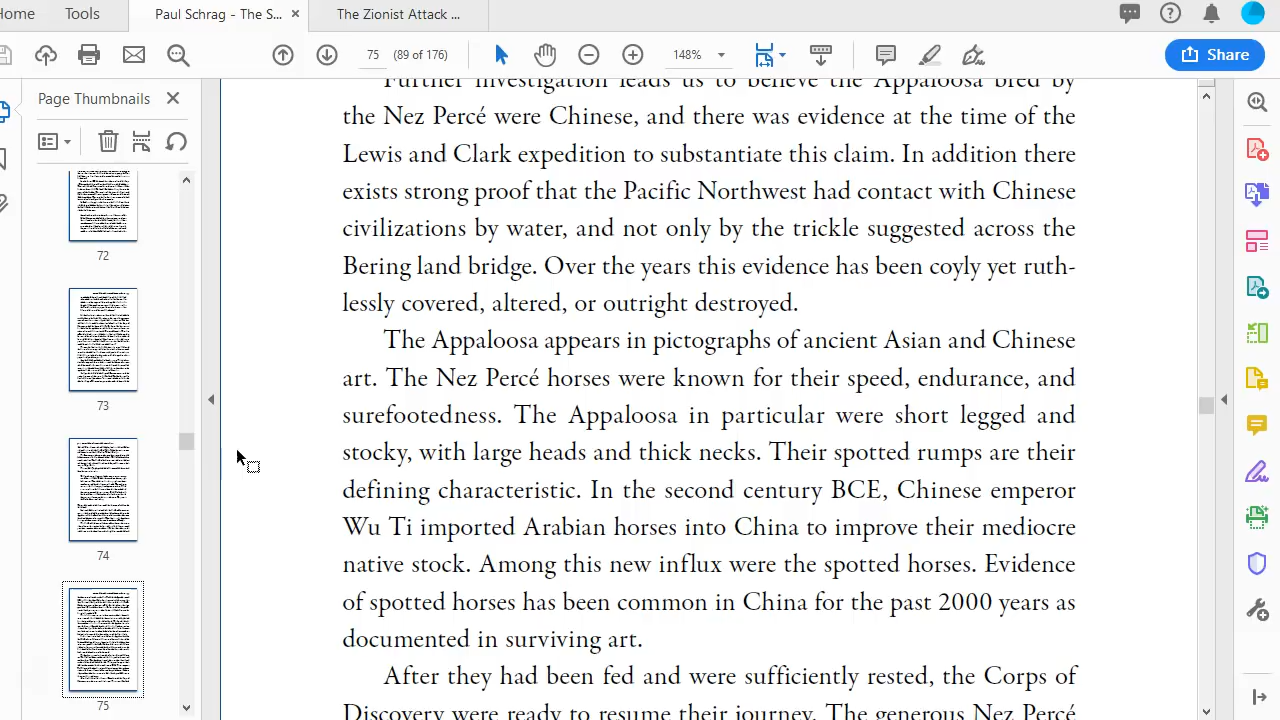 Home
Tools
Paul Schrag - The S... ×
The Zionist Attack ...
75 (89 of 176)
148%
Share
Page Thumbnails
72
73
74
75
Further investigation leads us to believe the Appaloosa bred by
the Nez Percé were Chinese, and there was evidence at the time of the
Lewis and Clark expedition to substantiate this claim. In addition there
exists strong proof that the Pacific Northwest had contact with Chinese
civilizations by water, and not only by the trickle suggested across the
Bering land bridge. Over the years this evidence has been coyly yet ruth-
lessly covered, altered, or outright destroyed.
The Appaloosa appears in pictographs of ancient Asian and Chinese
art. The Nez Percé horses were known for their speed, endurance, and
surefootedness. The Appaloosa in particular were short legged and
stocky, with large heads and thick necks. Their spotted rumps are their
defining characteristic. In the second century BCE, Chinese emperor
Wu Ti imported Arabian horses into China to improve their mediocre
native stock. Among this new influx were the spotted horses. Evidence
of spotted horses has been common in China for the past 2000 years as
documented in surviving art.
After they had been fed and were sufficiently rested, the Corps of
Discovery were ready to resume their journey. The generous Nez Percé